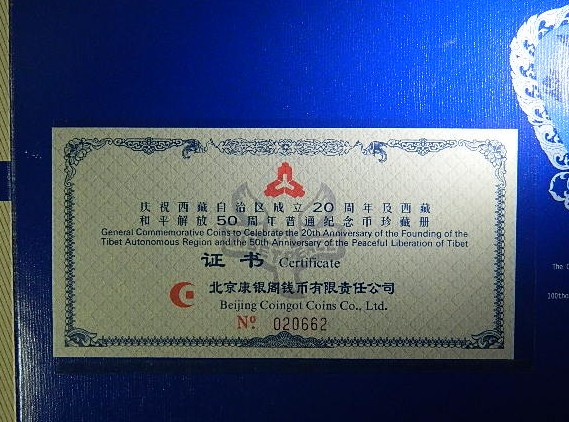 庆祝西藏自治区成立20周年及西藏
和平解放50周年普通纪念币珍藏册
General Commemorative Coins to Celebrate the 20th Anniversary of the Founding of the
Tibet Autonomous Region and the 50th Anniversary of the Peaceful Liberation of Tibet
证书 Certificate
北京康银阁钱币有限责任公司
Beijing Coingot Coins Co., Ltd.
Nº 020662
The
100tho